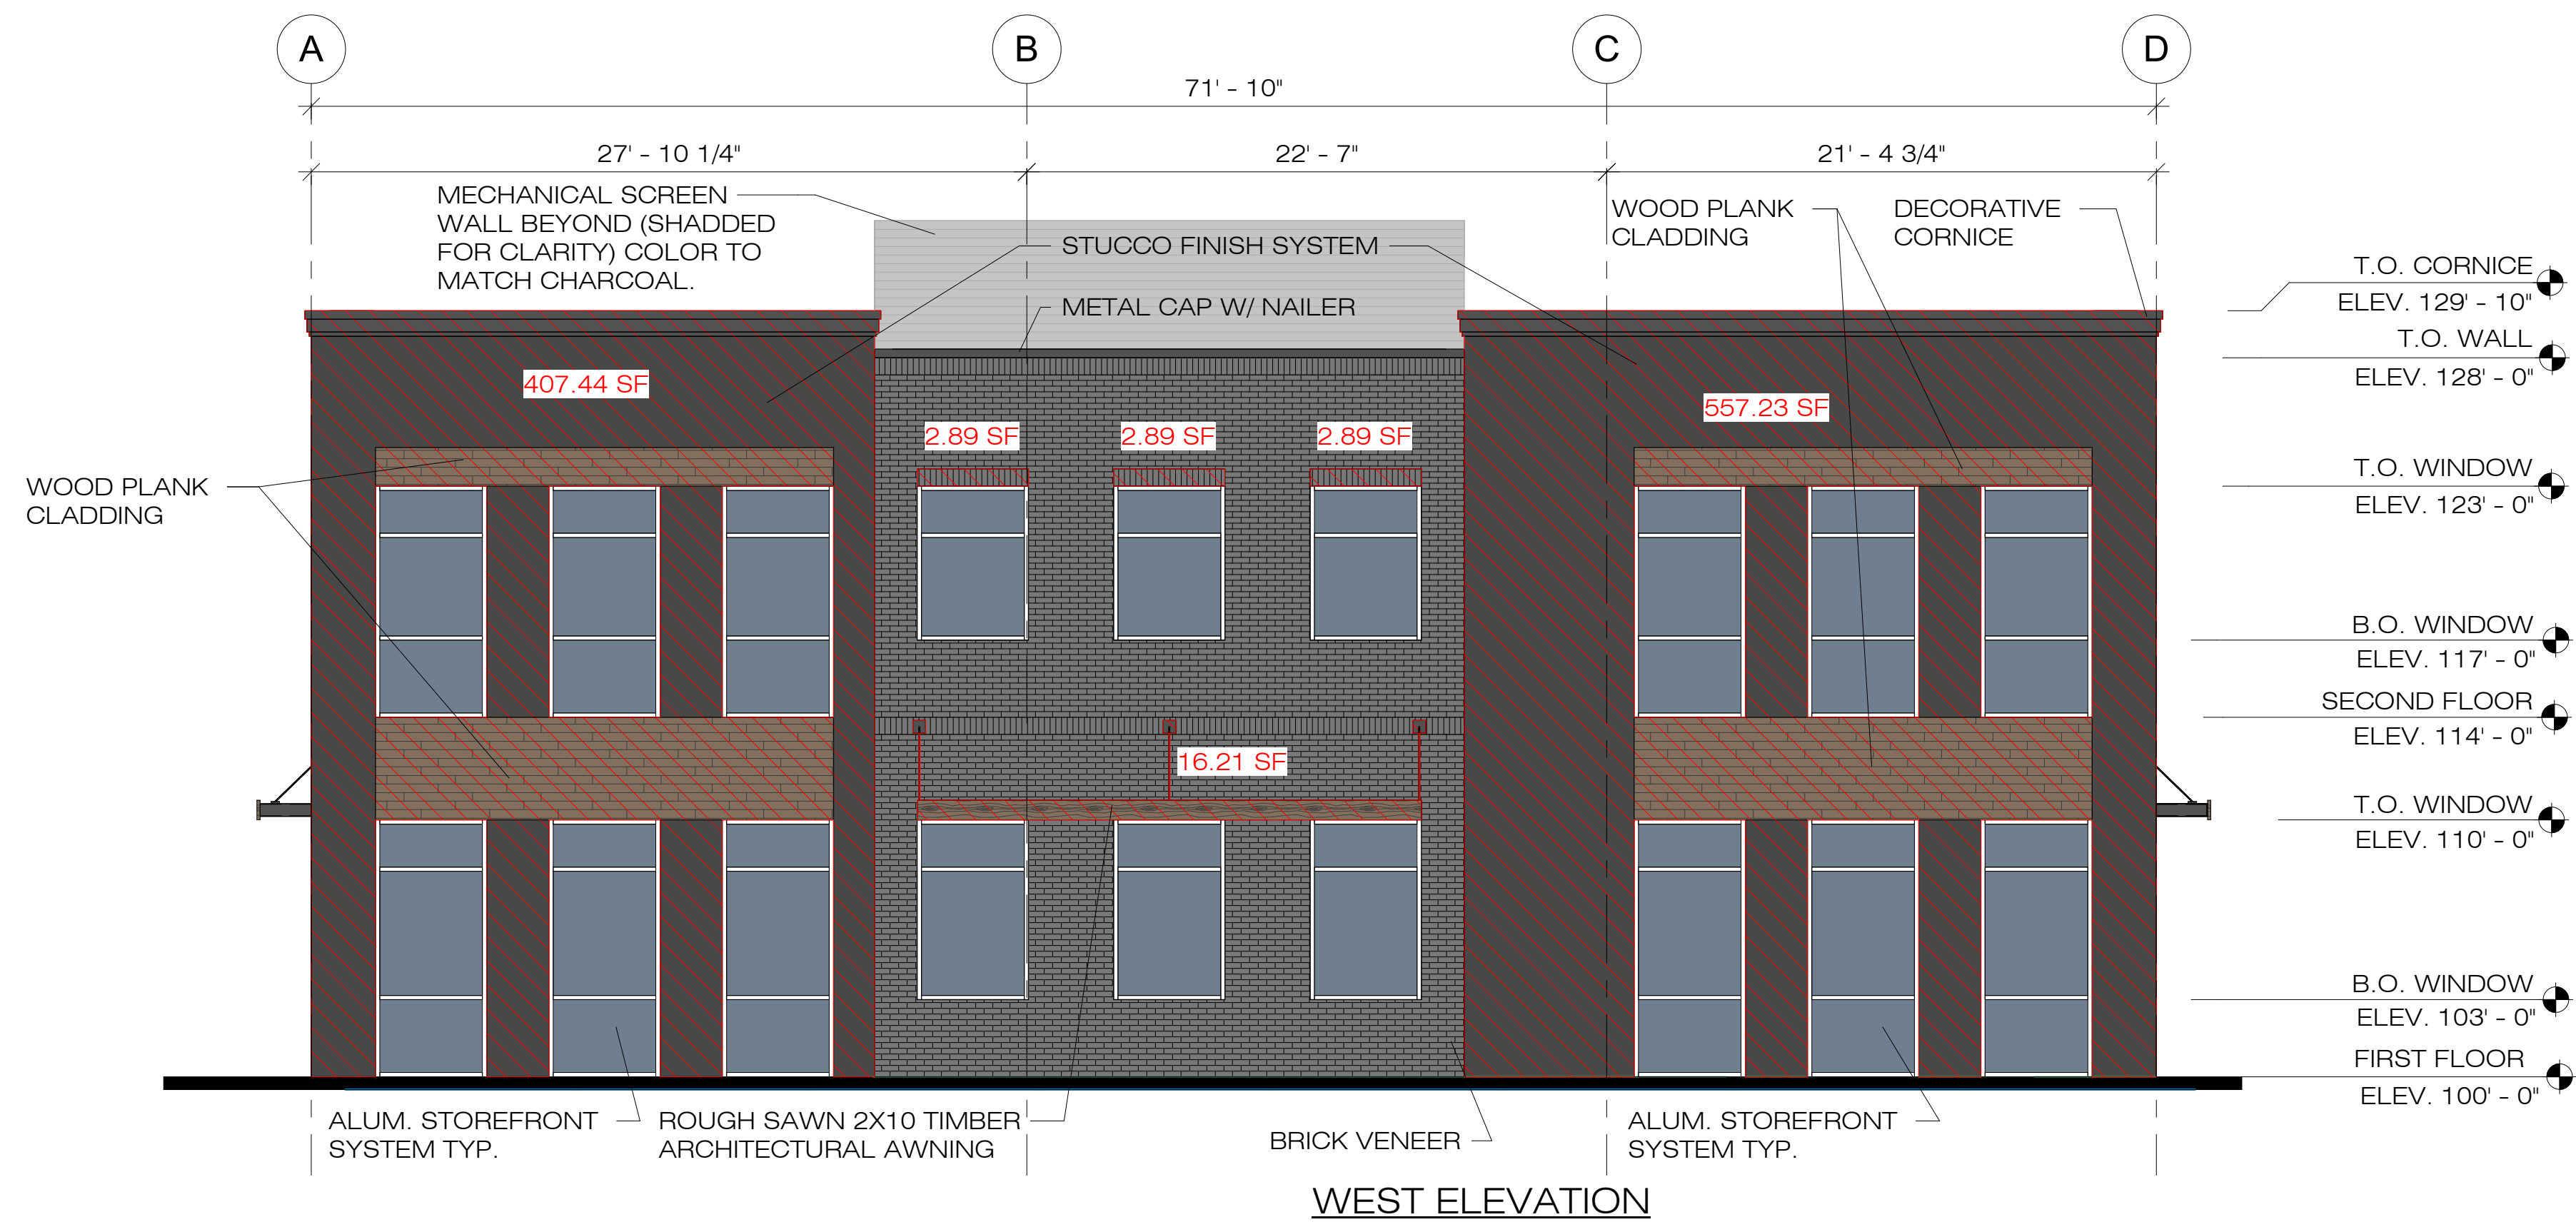 A
B
C
D
71' - 10"
27' - 10 1/4"
22' - 7"
21' - 4 3/4"
MECHANICAL SCREEN
WALL BEYOND (SHADDED
FOR CLARITY) COLOR TO
MATCH CHARCOAL.
STUCCO FINISH SYSTEM
METAL CAP W/ NAILER
WOOD PLANK
CLADDING
DECORATIVE
CORNICE
T.O. CORNICE
ELEV. 129' - 10"
T.O. WALL
ELEV. 128' - 0"
407.44 SF
557.23 SF
2.89 SF
2.89 SF
2.89 SF
WOOD PLANK
CLADDING
T.O. WINDOW
ELEV. 123' - 0"
B.O. WINDOW
ELEV. 117' - 0"
SECOND FLOOR
ELEV. 114' - 0"
16.21 SF
T.O. WINDOW
ELEV. 110' - 0"
B.O. WINDOW
ELEV. 103' - 0"
FIRST FLOOR
ELEV. 100' - 0"
ALUM. STOREFRONT
SYSTEM TYP.
ROUGH SAWN 2X10 TIMBER
ARCHITECTURAL AWNING
BRICK VENEER
ALUM. STOREFRONT
SYSTEM TYP.
WEST ELEVATION